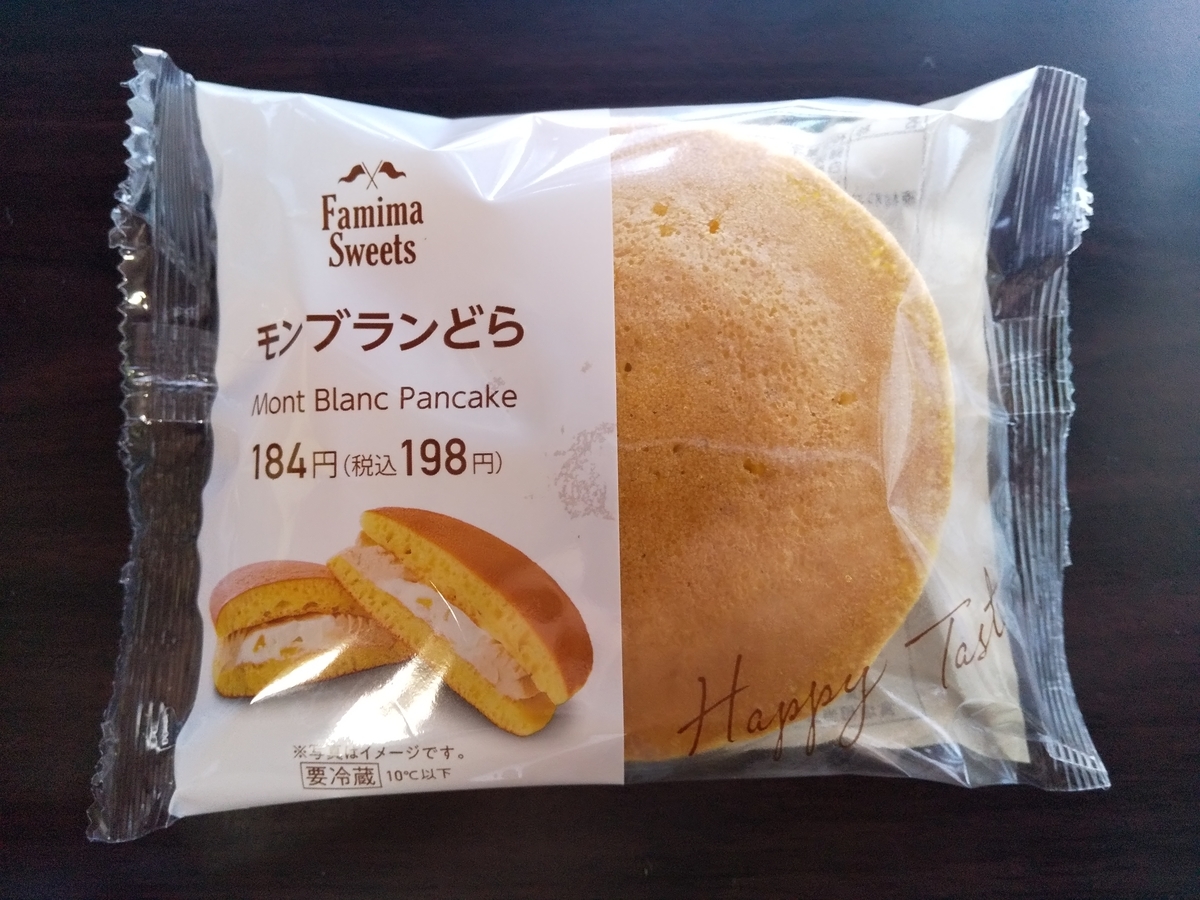 Famima
Sweets
モンブランどら
Mont Blanc Pancake
184円(税込198円)
※写真はイメージです。
要冷蔵 10℃以下
Happy Tast